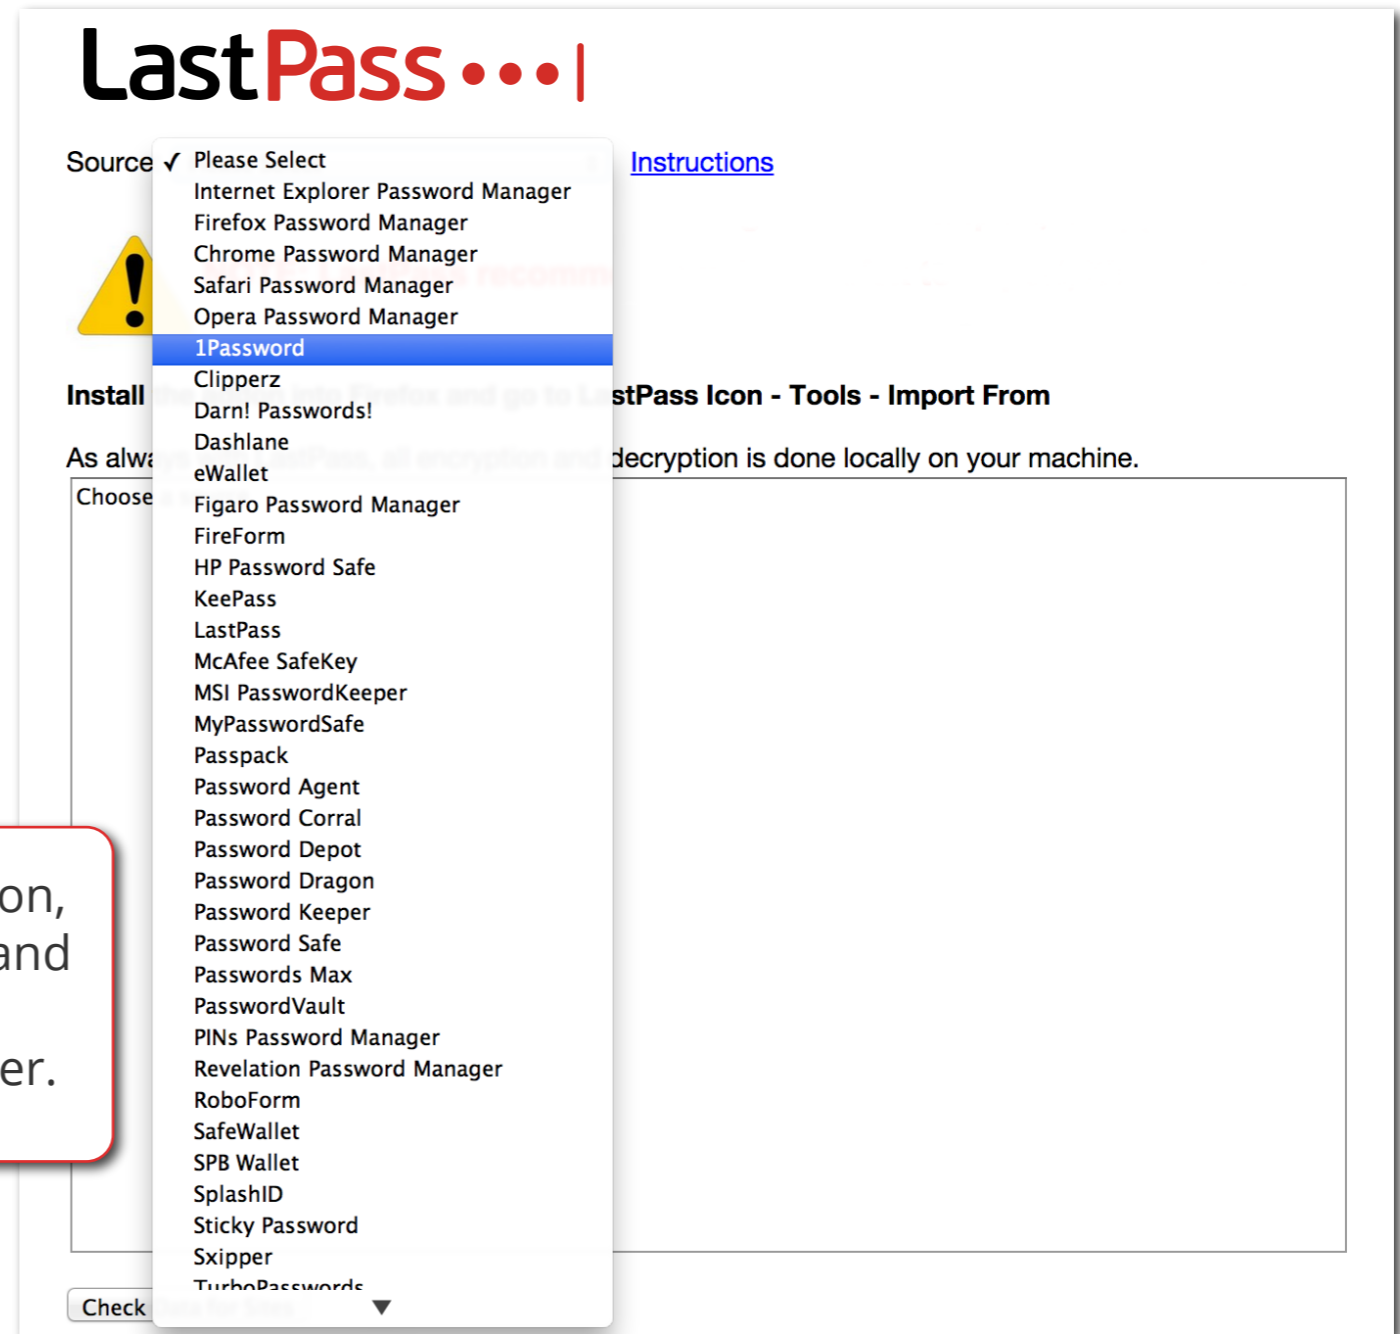 LastPass
Source ✓ Please Select Instructions
Internet Explorer Password Manager
Firefox Password Manager
Chrome Password Manager
Safari Password Manager
Opera Password Manager
1Password
Clipperz
Install stPass Icon - Tools - Import From
Darn! Passwords!
Dashlane
As alw decryption is done locally on your machine.
eWallet
Choose
Figaro Password Manager
FireForm
HP Password Safe
KeePass
LastPass
McAfee SafeKey
MSI PasswordKeeper
MyPasswordSafe
Passpack
Password Agent
Password Corral
Password Depot
Password Dragon
Password Keeper
Password Safe
Passwords Max
PasswordVault
PINs Password Manager
Revelation Password Manager
RoboForm
SafeWallet
SPB Wallet
SplashID
Sticky Password
Sxipper
TurboPasswords
Check
on,
and
er.